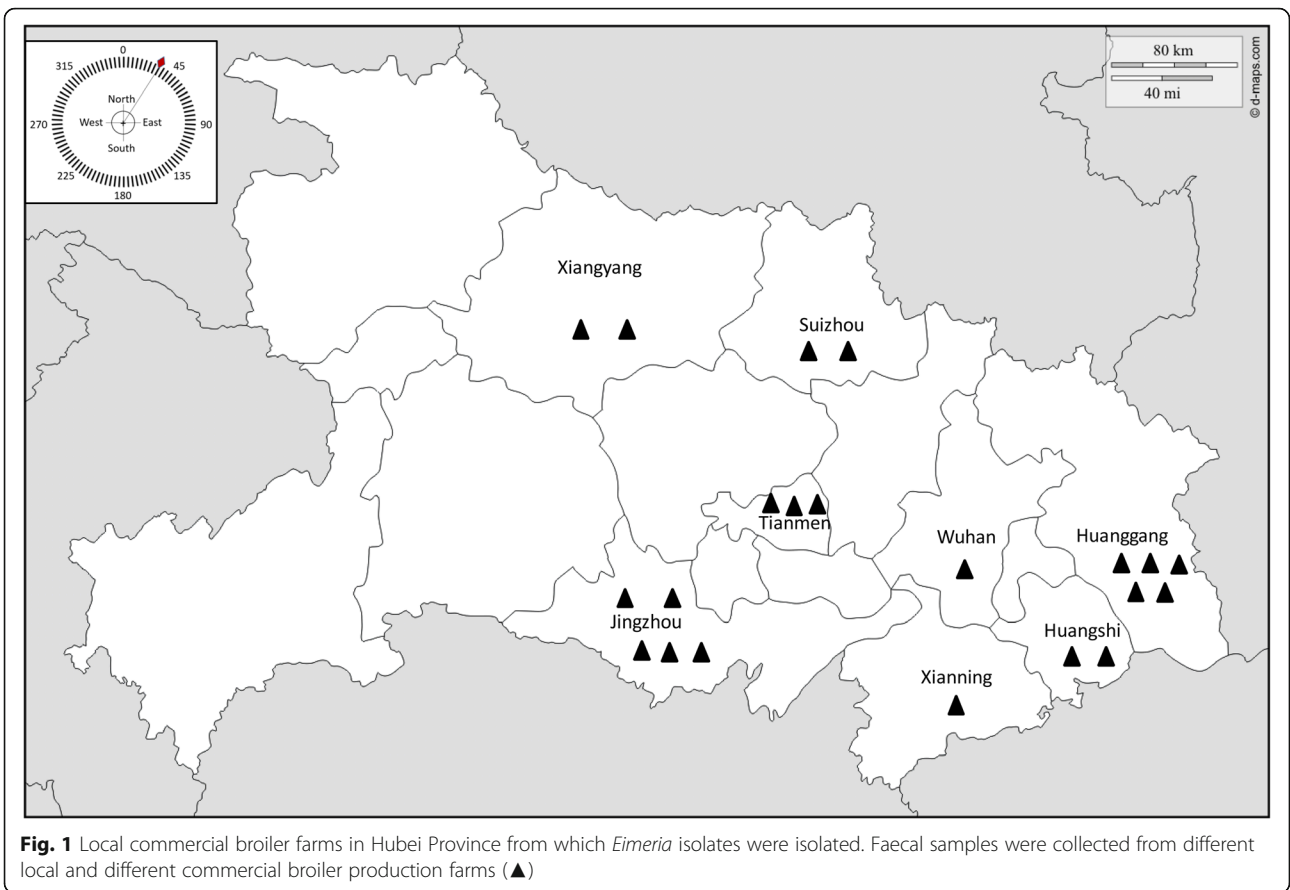 0
315
45
North
270
West
East
90
South
225
135
180
80 km
40 mi
© d-maps.com
Xiangyang
Suizhou
Tianmen
Wuhan
Huanggang
Jingzhou
Huangshi
Xianning
Fig. 1 Local commercial broiler farms in Hubei Province from which Eimeria isolates were isolated. Faecal samples were collected from different
local and different commercial broiler production farms (▲)